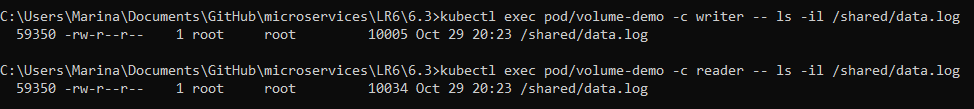 C:\Users\Marina\Documents\GitHub\microservices\LR6\6.3>kubectl exec pod/volume-demo -c writer -- ls -il /shared/data.log
59350 -rw-r--r-- 1 root root 10005 Oct 29 20:23 /shared/data.log
C:\Users\Marina\Documents\GitHub\microservices\LR6\6.3>kubectl exec pod/volume-demo -c reader -- ls -il /shared/data.log
59350 -rw-r--r-- 1 root root 10034 Oct 29 20:23 /shared/data.log